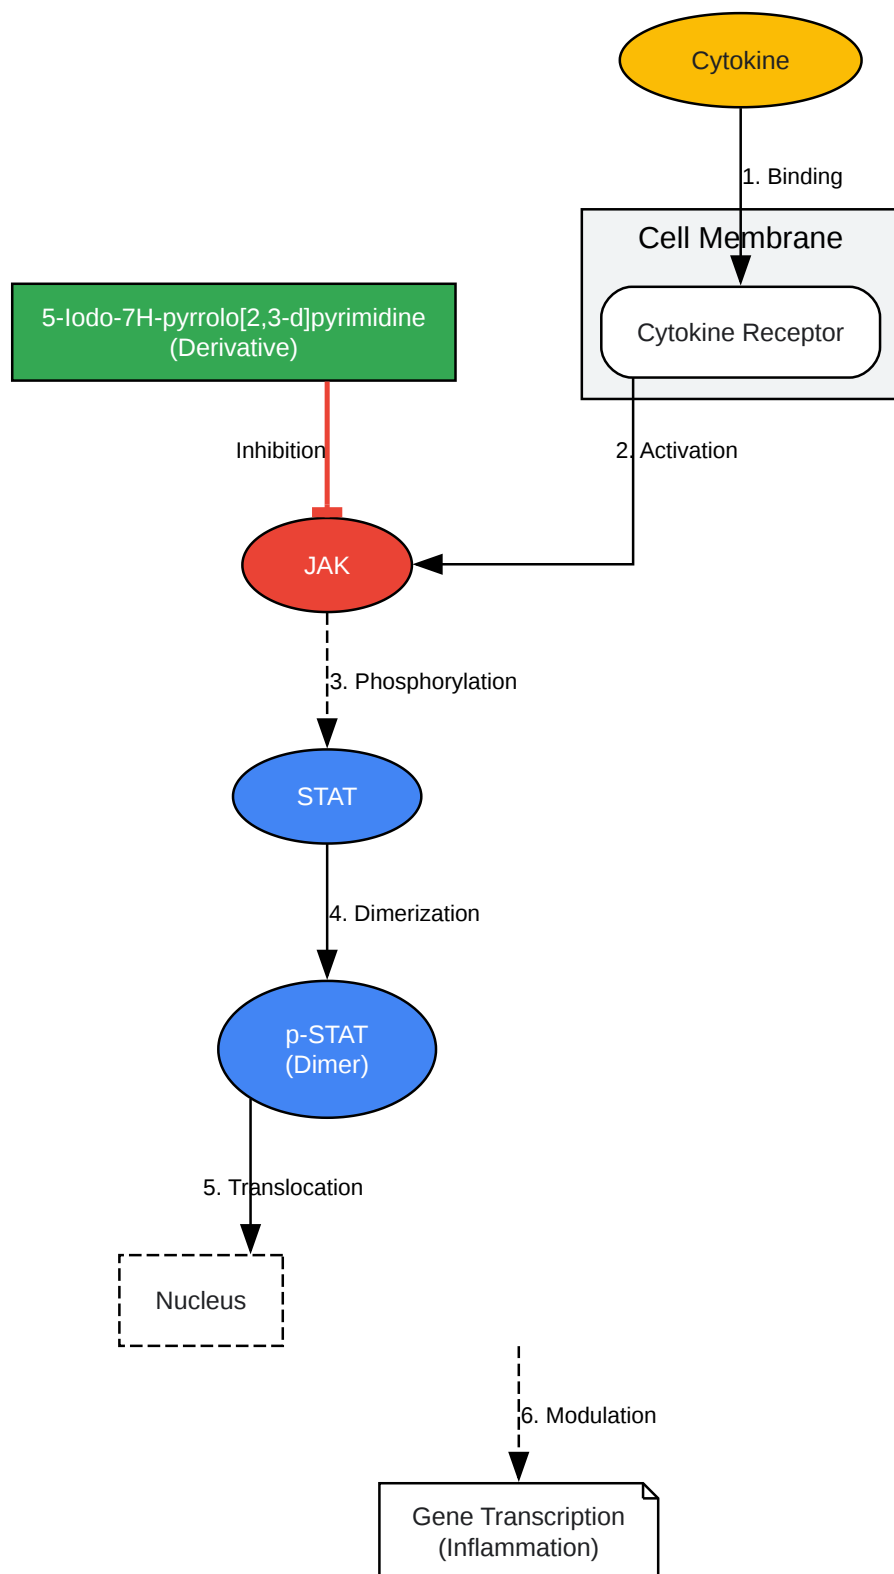 Cytokine
1. Binding
Cell Membrane
Cytokine Receptor
5-Iodo-7H-pyrrolo[2,3-d]pyrimidine
(Derivative)
Inhibition
2. Activation
JAK
3. Phosphorylation
STAT
4. Dimerization
p-STAT
(Dimer)
5. Translocation
Nucleus
6. Modulation
Gene Transcription
(Inflammation)